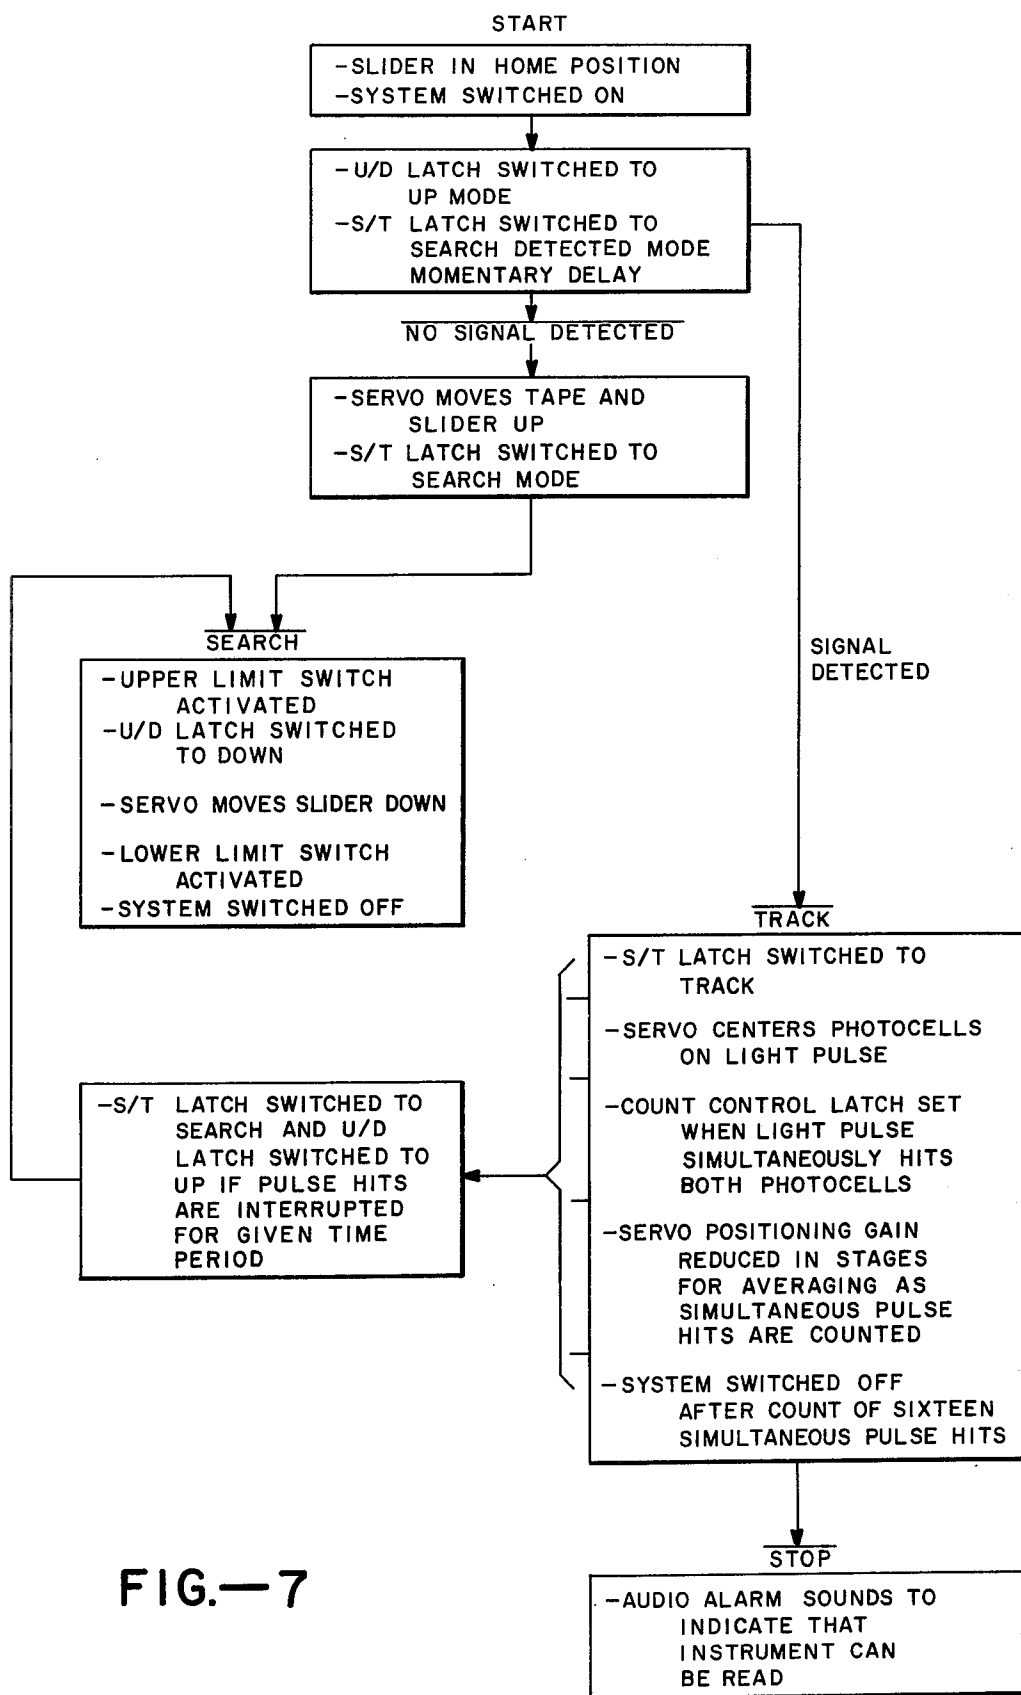 START
-SLIDER IN HOME POSITION
-SYSTEM SWITCHED ON
-U/D LATCH SWITCHED TO
UP MODE
-S/T LATCH SWITCHED TO
SEARCH DETECTED MODE
MOMENTARY DELAY
NO SIGNAL DETECTED
-SERVO MOVES TAPE AND
SLIDER UP
-S/T LATCH SWITCHED TO
SEARCH MODE
SIGNAL
DETECTED
SEARCH
-UPPER LIMIT SWITCH
ACTIVATED
-U/D LATCH SWITCHED
TO DOWN
-SERVO MOVES SLIDER DOWN
-LOWER LIMIT SWITCH
ACTIVATED
-SYSTEM SWITCHED OFF
TRACK
-S/T LATCH SWITCHED TO
TRACK
-SERVO CENTERS PHOTOCELLS
ON LIGHT PULSE
-COUNT CONTROL LATCH SET
WHEN LIGHT PULSE
SIMULTANEOUSLY HITS
BOTH PHOTOCELLS
-SERVO POSITIONING GAIN
REDUCED IN STAGES
FOR AVERAGING AS
SIMULTANEOUS PULSE
HITS ARE COUNTED
-SYSTEM SWITCHED OFF
AFTER COUNT OF SIXTEEN
SIMULTANEOUS PULSE HITS
-S/T LATCH SWITCHED TO
SEARCH AND U/D
LATCH SWITCHED TO
UP IF PULSE HITS
ARE INTERRUPTED
FOR GIVEN TIME
PERIOD
STOP
-AUDIO ALARM SOUNDS TO
INDICATE THAT
INSTRUMENT CAN
BE READ
FIG.—7